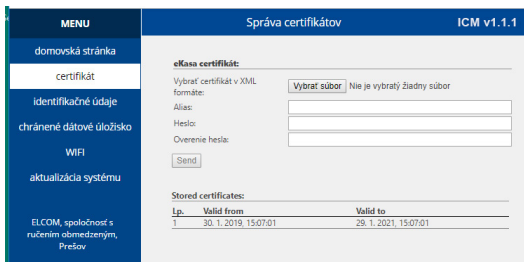 MENU
Správa certifikátov
ICM v1.1.1
domovská stránka
certifikát
identifikačné údaje
chránené dátové úložisko
WIFI
aktualizácia systému
ELCOM, spoločnosť s
ručením obmedzeným,
Prešov
eKasa certifikát:
Vybrať certifikát v XML
formáte:
Vybrať súbor Nie je vybratý žiadny súbor
Alias:
Heslo:
Overenie hesla:
Send
Stored certificates:
Lp. Valid from Valid to
1 30. 1. 2019, 15:07:01 29. 1. 2021, 15:07:01